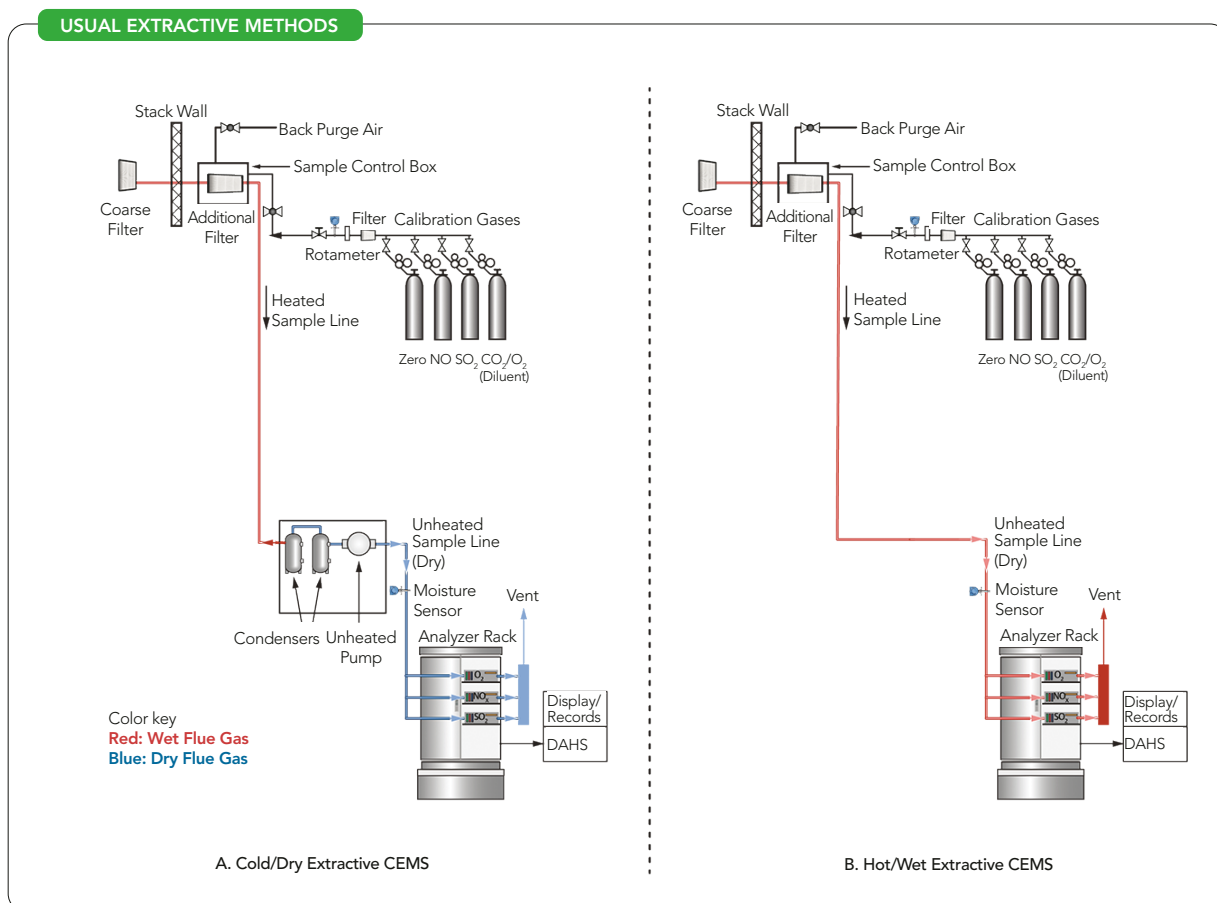 USUAL EXTRACTIVE METHODS
Stack Wall
Back Purge Air
Sample Control Box
Coarse
Filter
Additional
Filter
Filter
Calibration Gases
Rotameter
Heated
Sample Line
Zero NO SO₂ CO₂/O₂
(Diluent)
Unheated
Sample Line
(Dry)
Moisture
Sensor
Vent
Condensers
Unheated
Pump
Analyzer Rack
O₂
NOₓ
SO₂
Display/
Records
DAHS
Color key
Red: Wet Flue Gas
Blue: Dry Flue Gas
A. Cold/Dry Extractive CEMS
Stack Wall
Back Purge Air
Sample Control Box
Coarse
Filter
Additional
Filter
Filter
Calibration Gases
Rotameter
Heated
Sample Line
Zero NO SO₂ CO₂/O₂
(Diluent)
Unheated
Sample Line
(Dry)
Moisture
Sensor
Vent
Analyzer Rack
O₂
NOₓ
SO₂
Display/
Records
DAHS
B. Hot/Wet Extractive CEMS